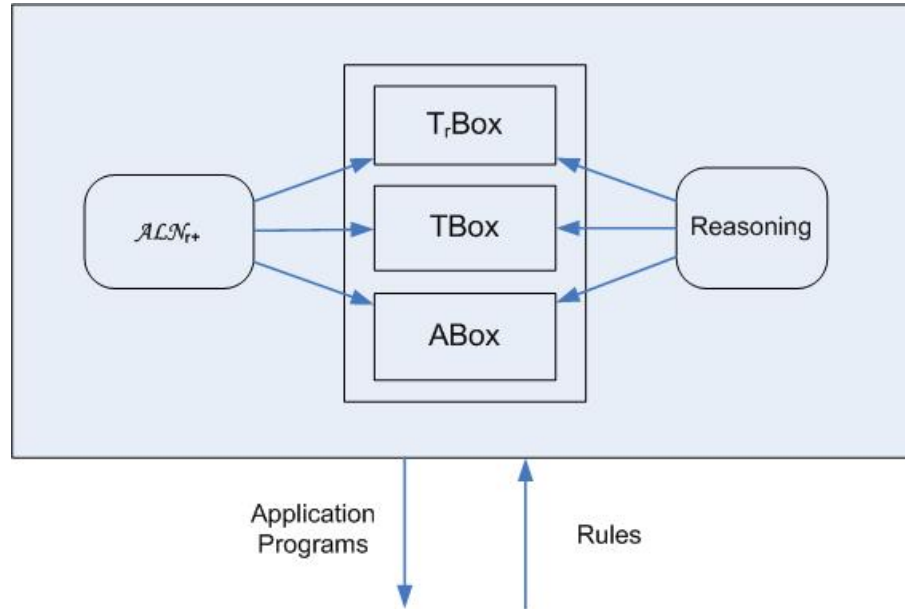 TᵣBox
𝒜ℒ𝒩ᵣ₊
TBox
Reasoning
ABox
Application
Programs
Rules